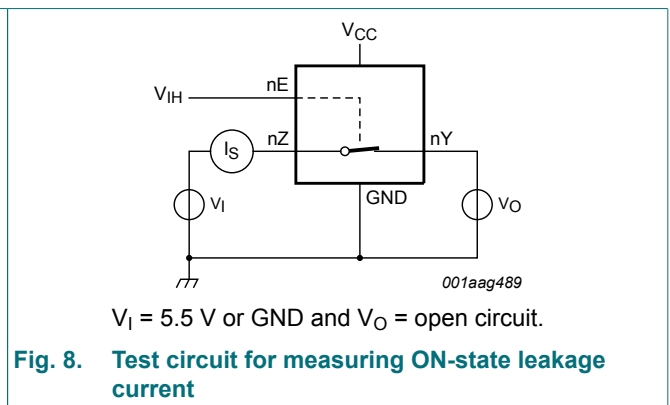 VCC
VIH
nE
IS
nZ
nY
GND
VI
VO
001aag489
VI = 5.5 V or GND and VO = open circuit.
Fig. 8. Test circuit for measuring ON-state leakage
current